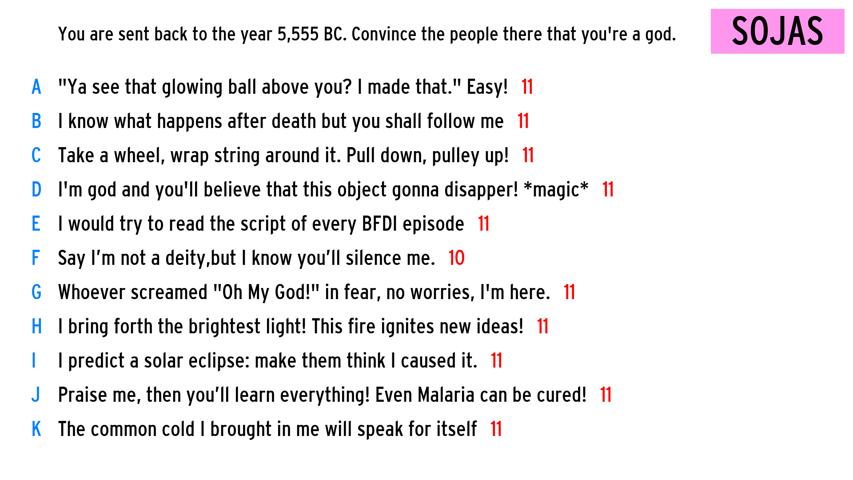 You are sent back to the year 5,555 BC. Convince the people there that you're a god.
SOJAS
A "Ya see that glowing ball above you? I made that." Easy! 11
B I know what happens after death but you shall follow me 11
C Take a wheel, wrap string around it. Pull down, pulley up! 11
D I'm god and you'll believe that this object gonna disapper! *magic* 11
E I would try to read the script of every BFDI episode 11
F Say I’m not a deity,but I know you’ll silence me. 10
G Whoever screamed "Oh My God!" in fear, no worries, I'm here. 11
H I bring forth the brightest light! This fire ignites new ideas! 11
I I predict a solar eclipse: make them think I caused it. 11
J Praise me, then you’ll learn everything! Even Malaria can be cured! 11
K The common cold I brought in me will speak for itself 11